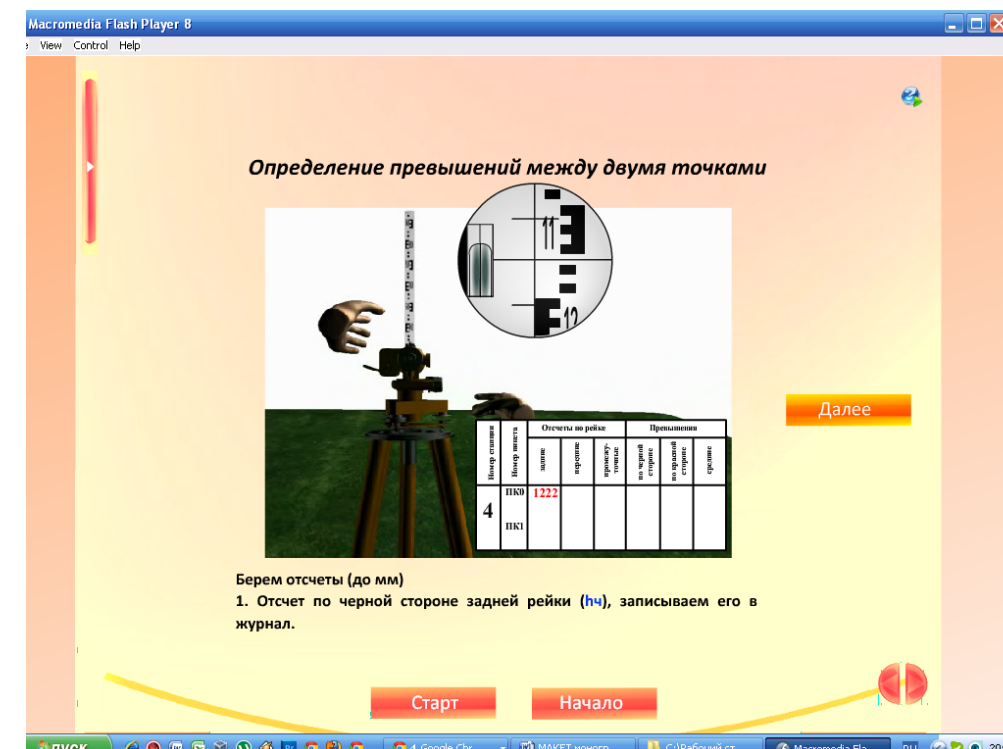 Macromedia Flash Player 8
View Control Help
Определение превышений между двумя точками
11
12
Далее
Номер станции
Номер пикета
Отсчеты по рейке
Превышения
задние
передние
промежу-
точные
по черной
стороне
по красной
стороне
средние
4
ПК0
1222
ПК1
Берем отсчеты (до мм)
1. Отсчет по черной стороне задней рейки (hч), записываем его в
журнал.
Старт
Начало
пуск
4 Google Chr...
МАКЕТ моногр...
C:\Рабочий ст...
Macromedia Fla...
RU